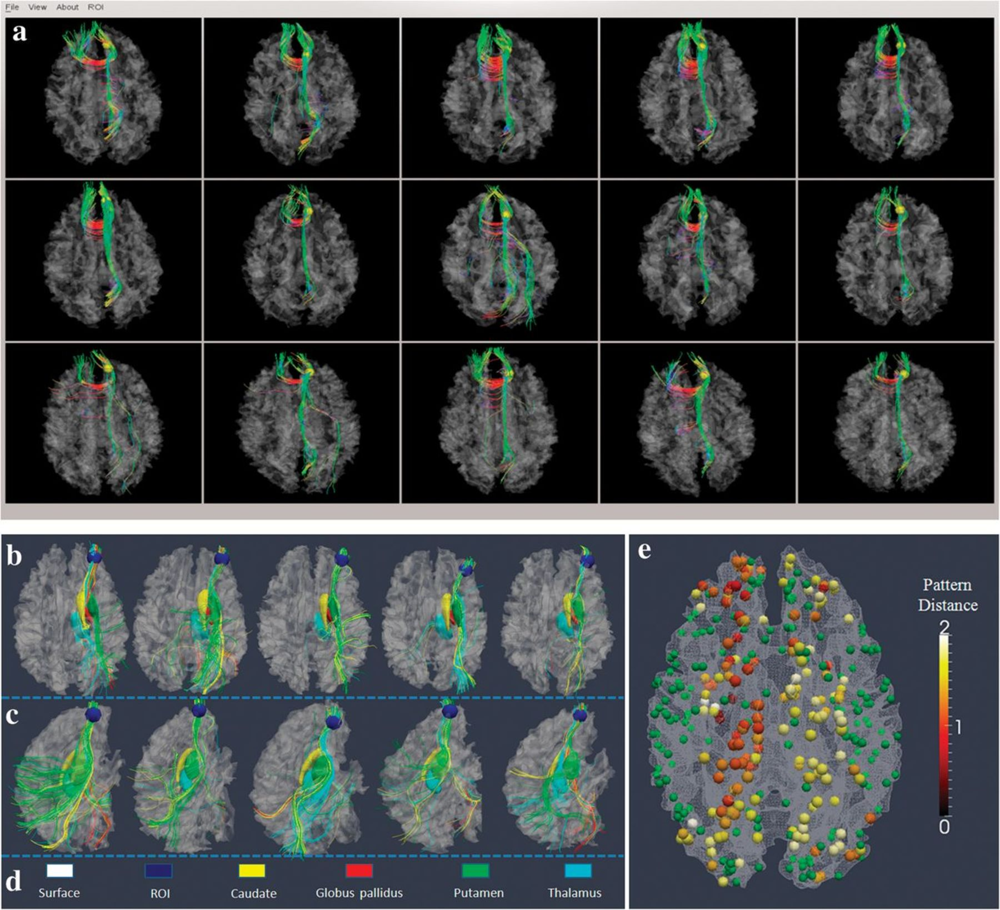 File View About ROI
a
b
c
d
Surface ROI Caudate Globus pallidus Putamen Thalamus
e
Pattern
Distance
2
1
0